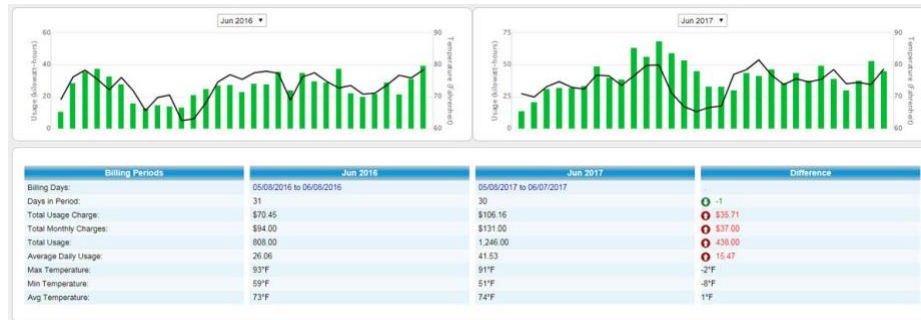 Jun 2016 ▼
Jun 2017 ▼
60
40
20
0
Usage (kilowatt-hours)
90
80
70
60
Temperature (Fahrenheit)
75
50
25
0
Usage (kilowatt-hours)
90
80
70
60
Temperature (Fahrenheit)
Billing Periods Jun 2016 Jun 2017 Difference
Billing Days: 05/08/2016 to 06/08/2016 05/08/2017 to 06/07/2017
Days in Period: 31 30 -1
Total Usage Charge: $70.45 $106.16 $35.71
Total Monthly Charges: $94.00 $131.00 $37.00
Total Usage: 808.00 1,246.00 438.00
Average Daily Usage: 26.06 41.53 15.47
Max Temperature: 93°F 91°F -2°F
Min Temperature: 59°F 51°F -8°F
Avg Temperature: 73°F 74°F 1°F